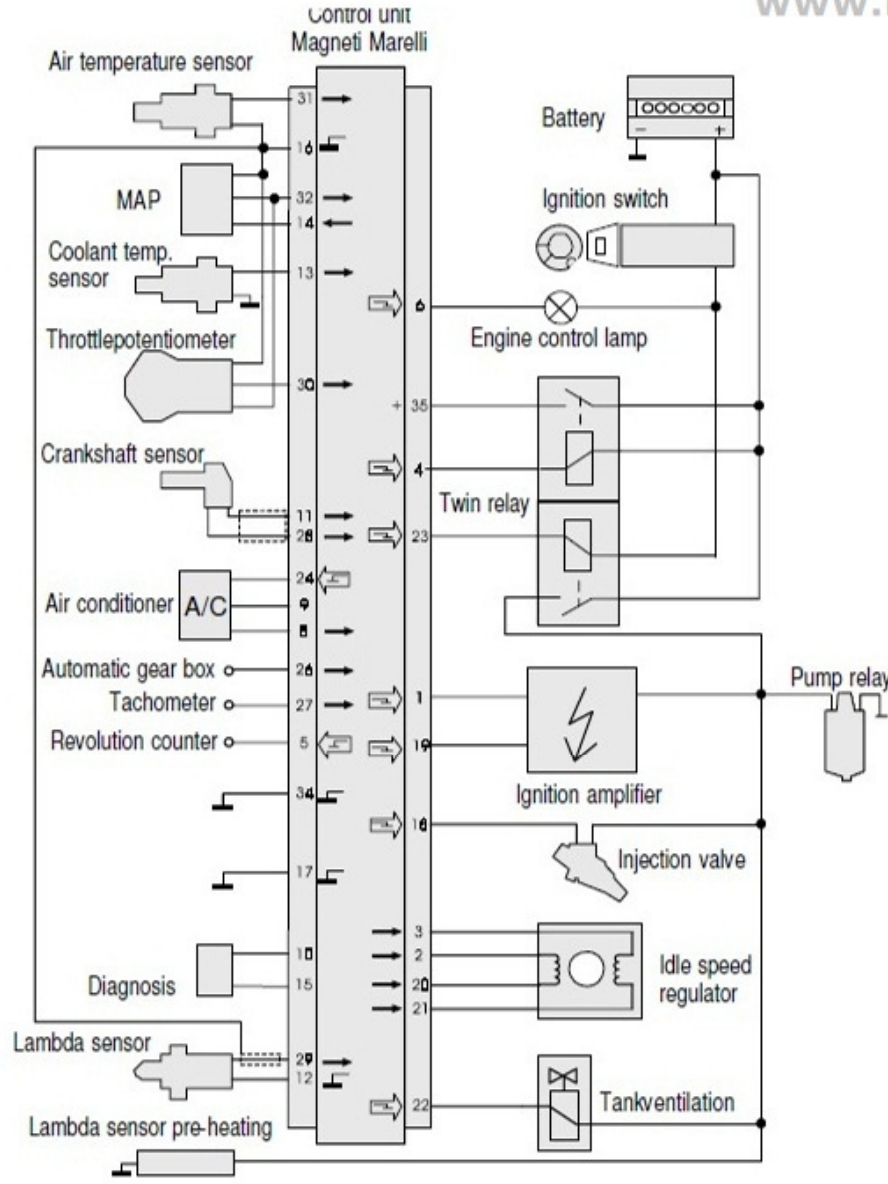 Control unit
Magneti Marelli
www.
Air temperature sensor
MAP
Coolant temp.
sensor
Throttlepotentiometer
Crankshaft sensor
Air conditioner
A/C
Automatic gear box
Tachometer
Revolution counter
Diagnosis
Lambda sensor
Lambda sensor pre-heating
31
16
32
14
13
30
11
28
24
9
8
26
27
5
34
17
10
15
29
12
6
+ 35
4
23
1
19
18
3
2
20
21
22
Battery
− +
Ignition switch
Engine control lamp
Twin relay
Pump relay
Ignition amplifier
Injection valve
Idle speed
regulator
Tankventilation